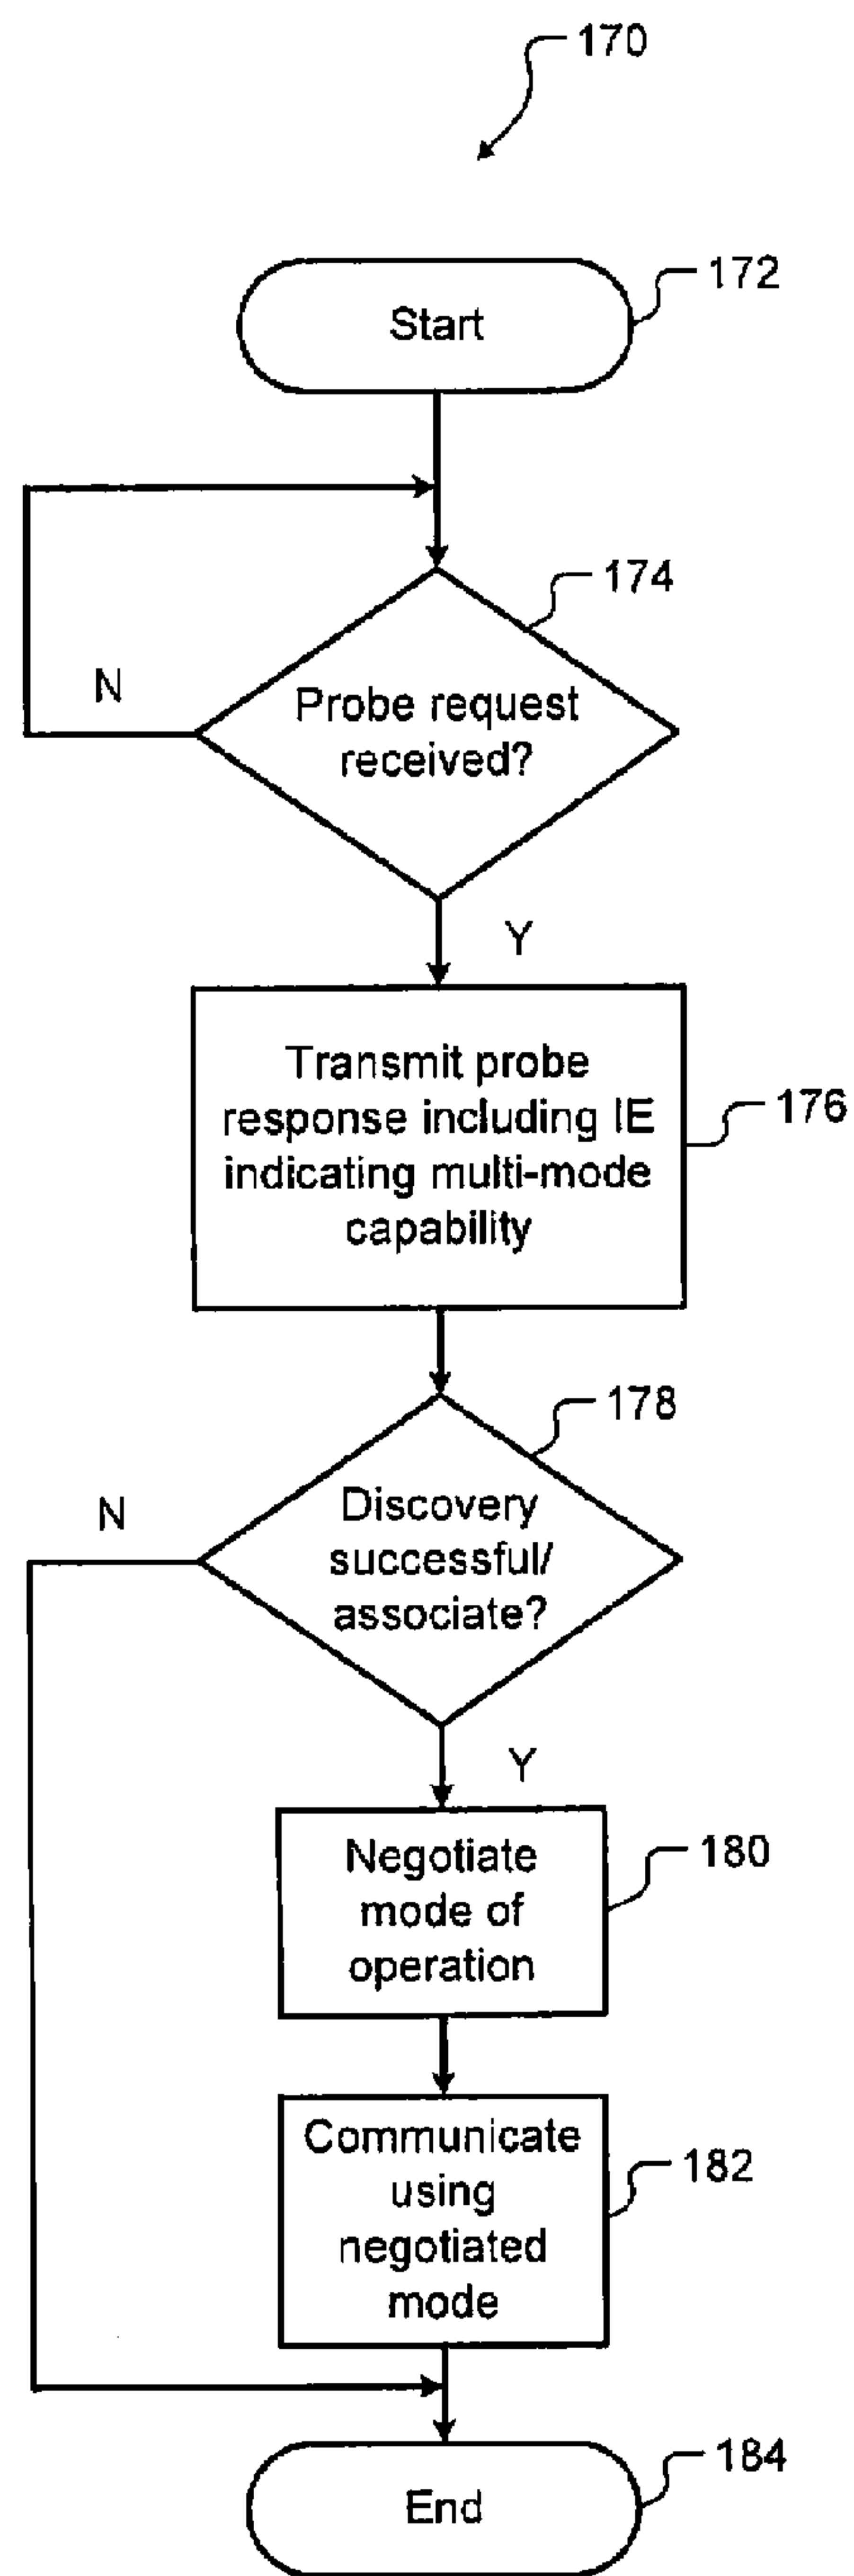 170
172
Start
174
N
Probe request
received?
Y
Transmit probe
response including IE
indicating multi-mode
capability
176
178
N
Discovery
successful/
associate?
Y
Negotiate
mode of
operation
180
Communicate
using
negotiated
mode
182
184
End